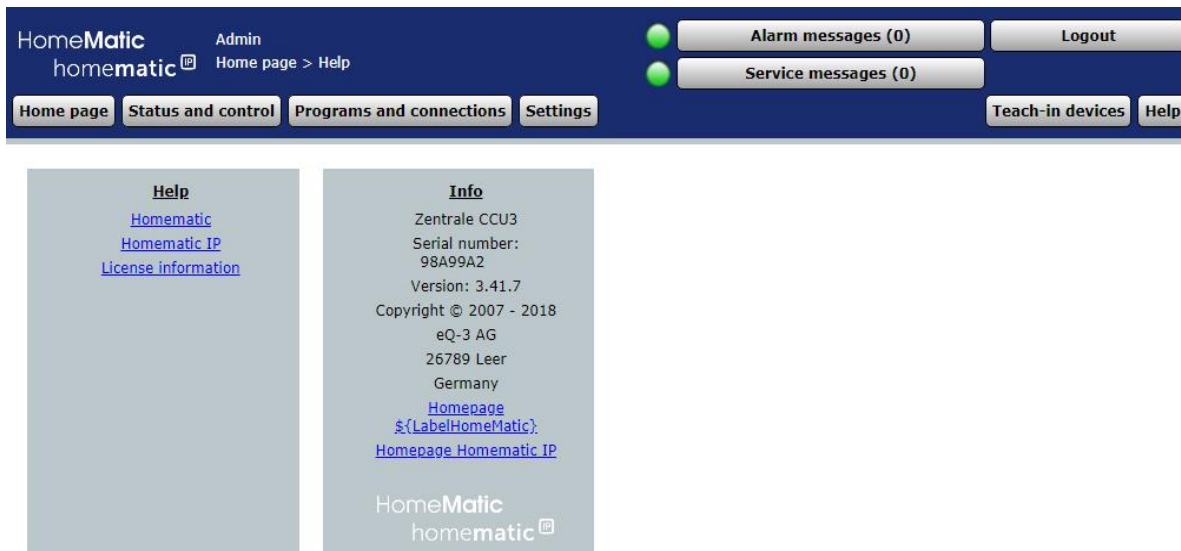 HomeMatic
homematic IP
Admin
Home page > Help
Alarm messages (0)
Logout
Service messages (0)
Home page
Status and control
Programs and connections
Settings
Teach-in devices
Help
Help
Homematic
Homematic IP
License information
Info
Zentrale CCU3
Serial number:
98A99A2
Version: 3.41.7
Copyright © 2007 - 2018
eQ-3 AG
26789 Leer
Germany
Homepage
${LabelHomeMatic}
Homepage Homematic IP
HomeMatic
homematic IP